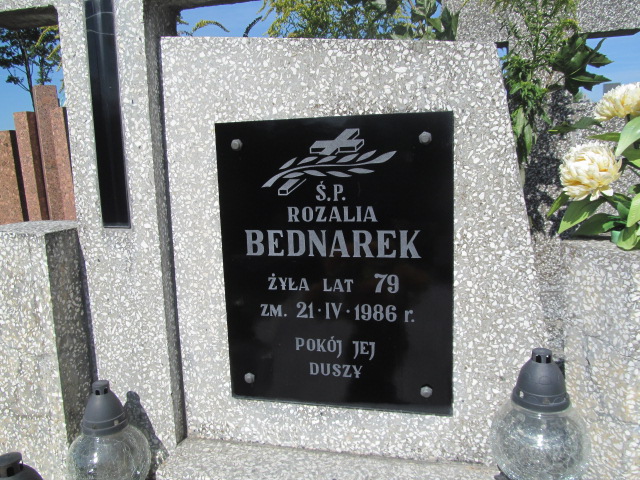 Ś.P.
ROZALIA
BEDNAREK
ŻYŁA LAT 79
ZM. 21·IV·1986 r.
POKÓJ JEJ
DUSZY